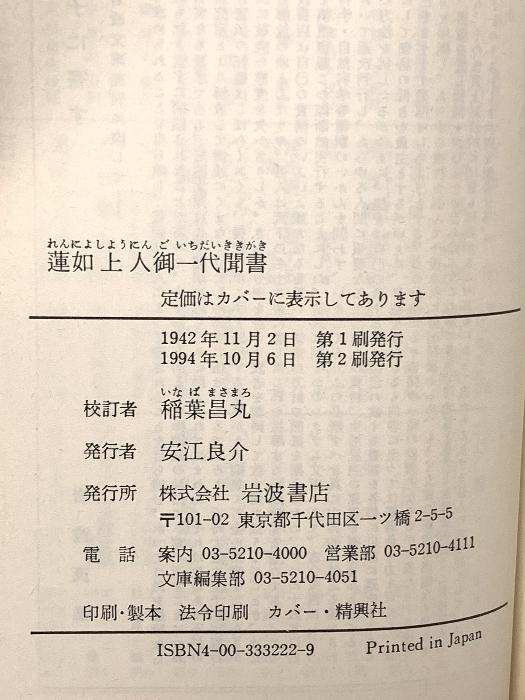 れんによしようにん ご いちだいききがき
蓮如上人御一代聞書
定価はカバーに表示してあります
1942年11月2日 第1刷発行
1994年10月6日 第2刷発行
いなば まさまろ
校訂者 稲葉昌丸
発行者 安江良介
発行所 株式会社 岩波書店
〒101-02 東京都千代田区一ツ橋2-5-5
電話 案内 03-5210-4000 営業部 03-5210-4111
文庫編集部 03-5210-4051
印刷・製本 法令印刷 カバー・精興社
ISBN4-00-333222-9 Printed in Japan